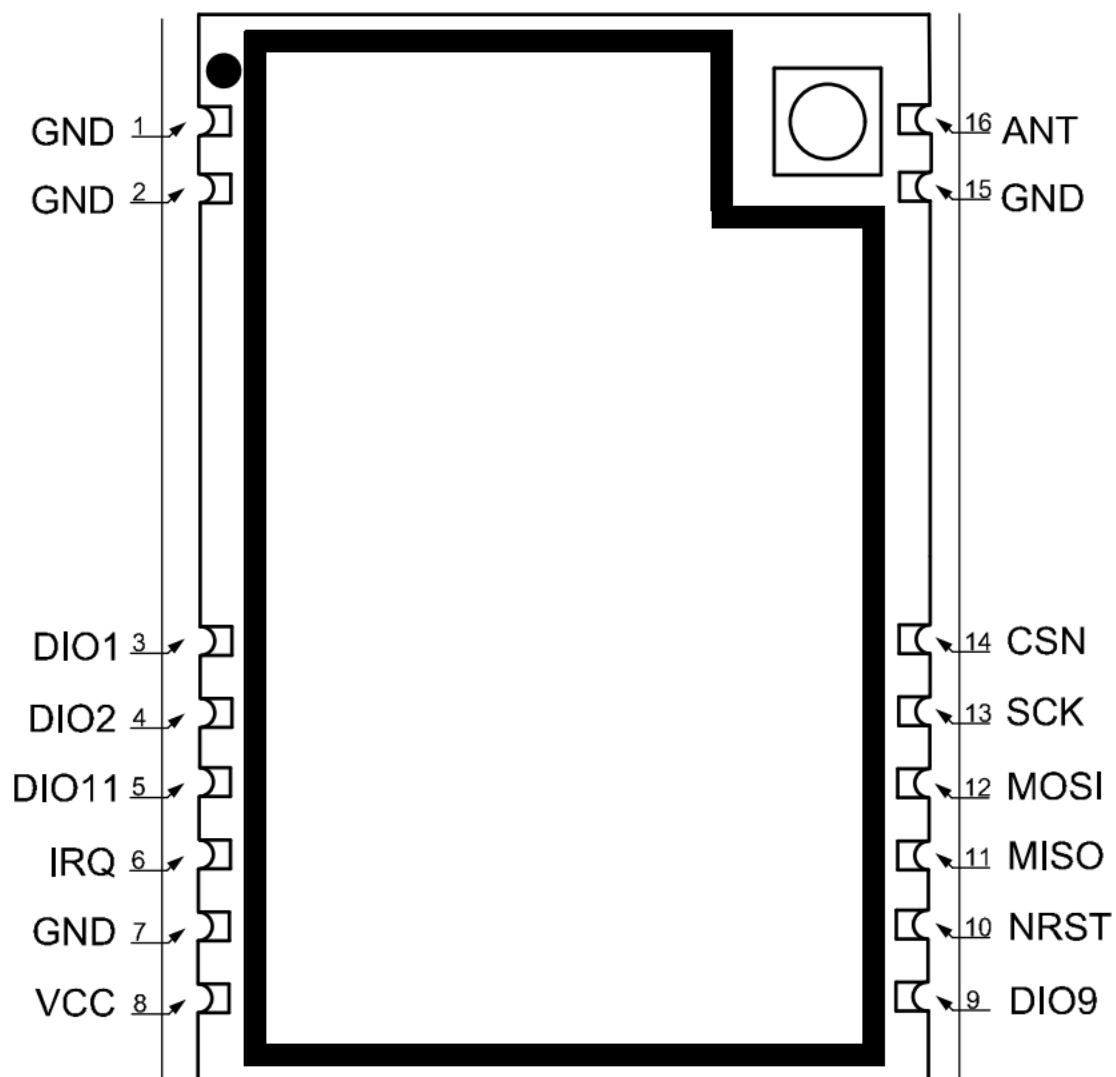 GND 1
GND 2
DIO1 3
DIO2 4
DIO11 5
IRQ 6
GND 7
VCC 8
16 ANT
15 GND
14 CSN
13 SCK
12 MOSI
11 MISO
10 NRST
9 DIO9